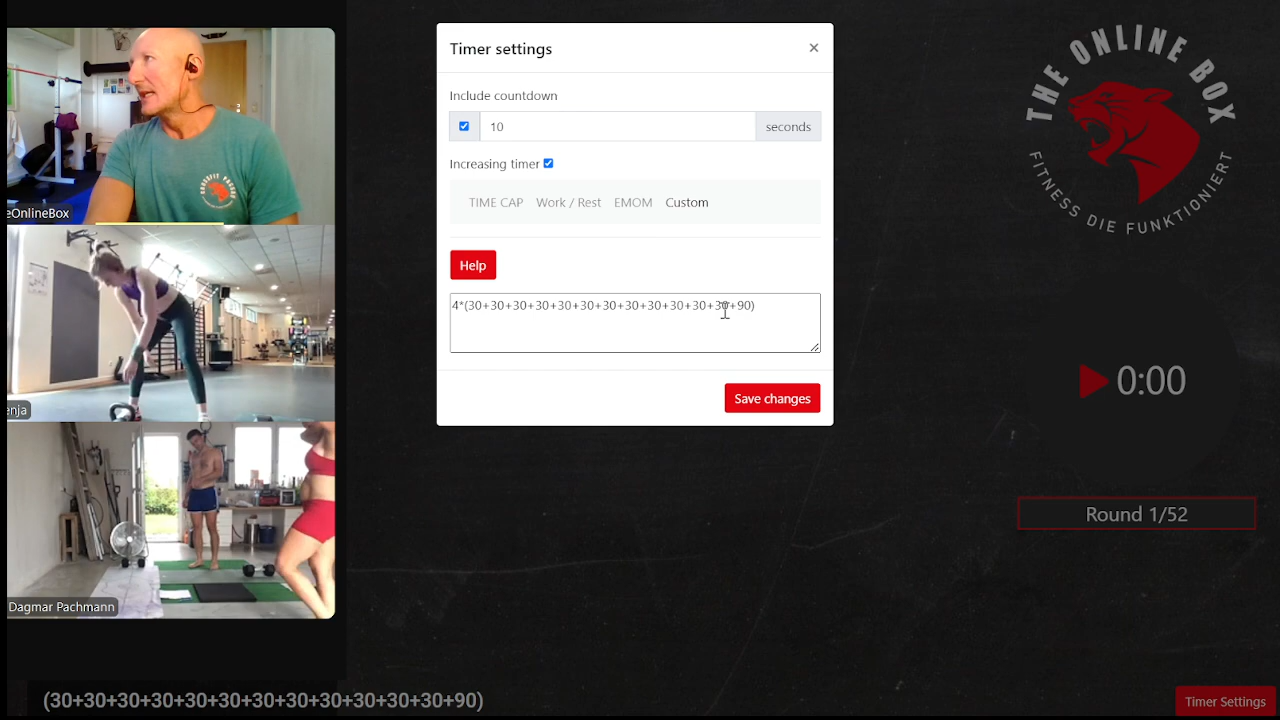 Timer settings
×
Include countdown
10
seconds
Increasing timer
TIME CAP
Work / Rest
EMOM
Custom
Help
4*(30+30+30+30+30+30+30+30+30+30+30+30+90)
Save changes
THE ONLINE BOX
FITNESS DIE FUNKTIONIERT
0:00
Round 1/52
eOnlineBox
enja
Dagmar Pachmann
(30+30+30+30+30+30+30+30+30+30+30+30+90)
Timer Settings